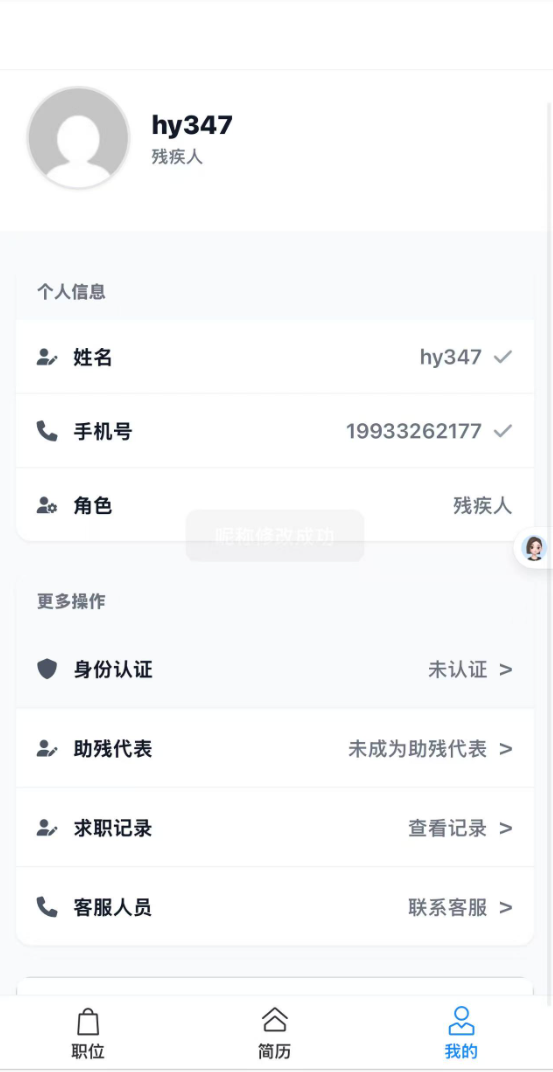 hy347
残疾人
个人信息
姓名 hy347
手机号 19933262177
角色 残疾人
昵称修改成功
更多操作
身份认证 未认证 >
助残代表 未成为助残代表 >
求职记录 查看记录 >
客服人员 联系客服 >
职位 简历 我的